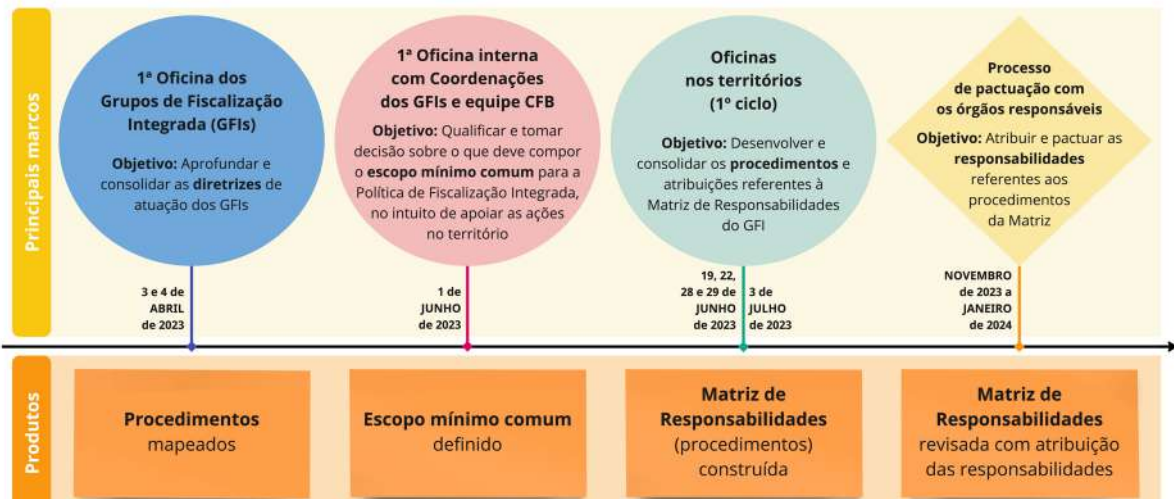 Principais marcos
1ª Oficina dos
Grupos de Fiscalização
Integrada (GFIs)
Objetivo: Aprofundar e
consolidar as diretrizes de
atuação dos GFIs
1ª Oficina interna
com Coordenações
dos GFIs e equipe CFB
Objetivo: Qualificar e tomar
decisão sobre o que deve compor
o escopo mínimo comum para a
Política de Fiscalização Integrada,
no intuito de apoiar as ações
no território
Oficinas
nos territórios
(1º ciclo)
Objetivo: Desenvolver e
consolidar os procedimentos e
atribuições referentes à
Matriz de Responsabilidades
do GFI
Processo
de pactuação com
os órgãos responsáveis
Objetivo: Atribuir e pactuar as
responsabilidades
referentes aos
procedimentos
da Matriz
3 e 4 de
ABRIL
de 2023
1 de
JUNHO
de 2023
19, 22,
28 e 29 de
JUNHO
de 2023
3 de
JULHO
de 2023
NOVEMBRO
de 2023 a
JANEIRO
de 2024
Produtos
Procedimentos
mapeados
Escopo mínimo comum
definido
Matriz de
Responsabilidades
(procedimentos)
construída
Matriz de
Responsabilidades
revisada com atribuição
das responsabilidades